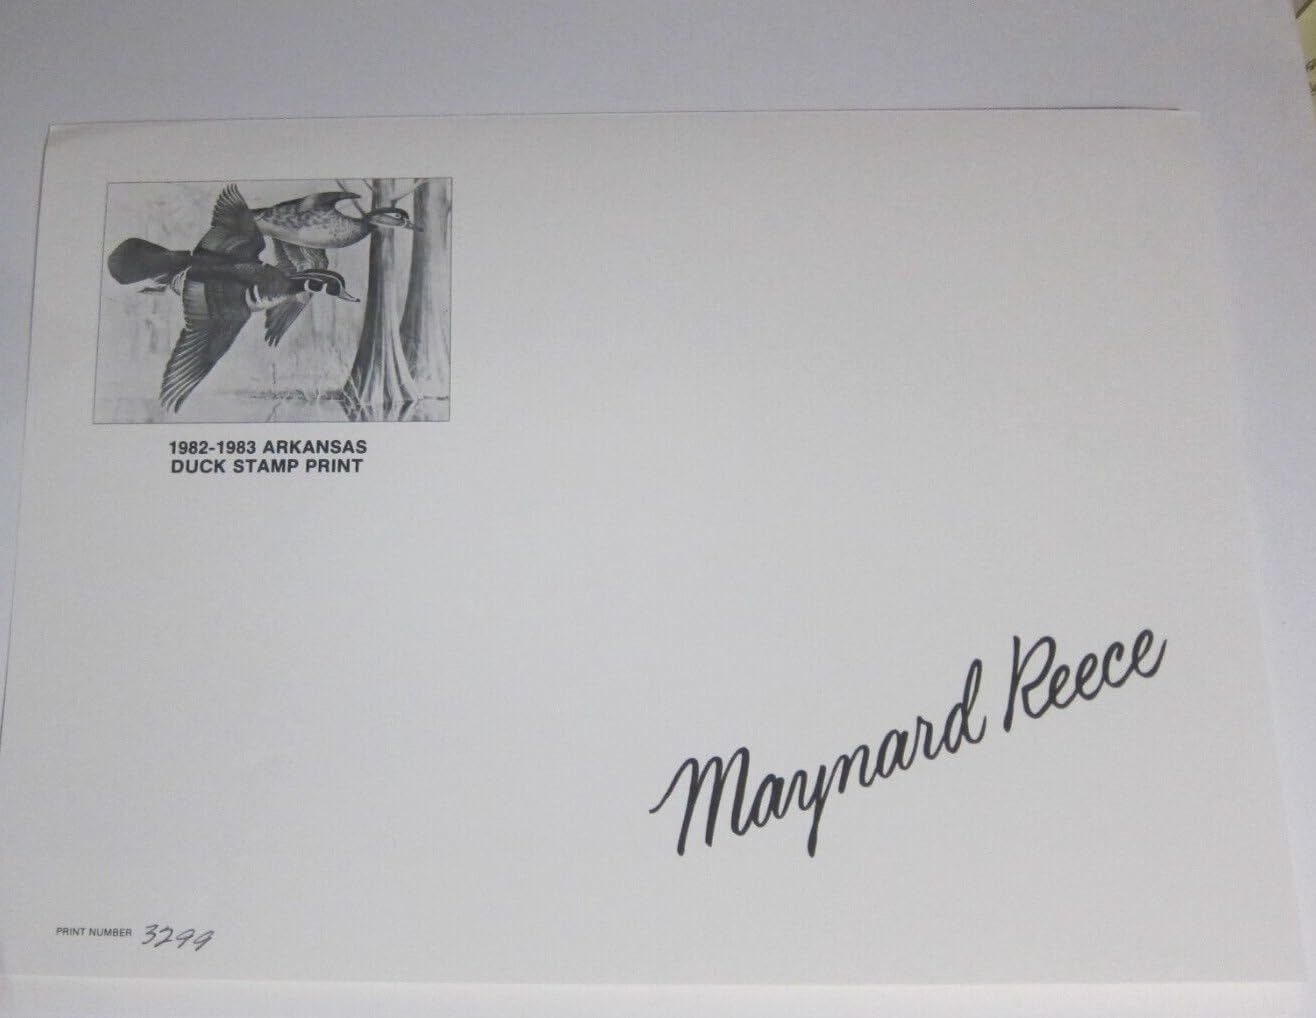 1982-1983 ARKANSAS
DUCK STAMP PRINT
Maynard Reece
PRINT NUMBER 3299